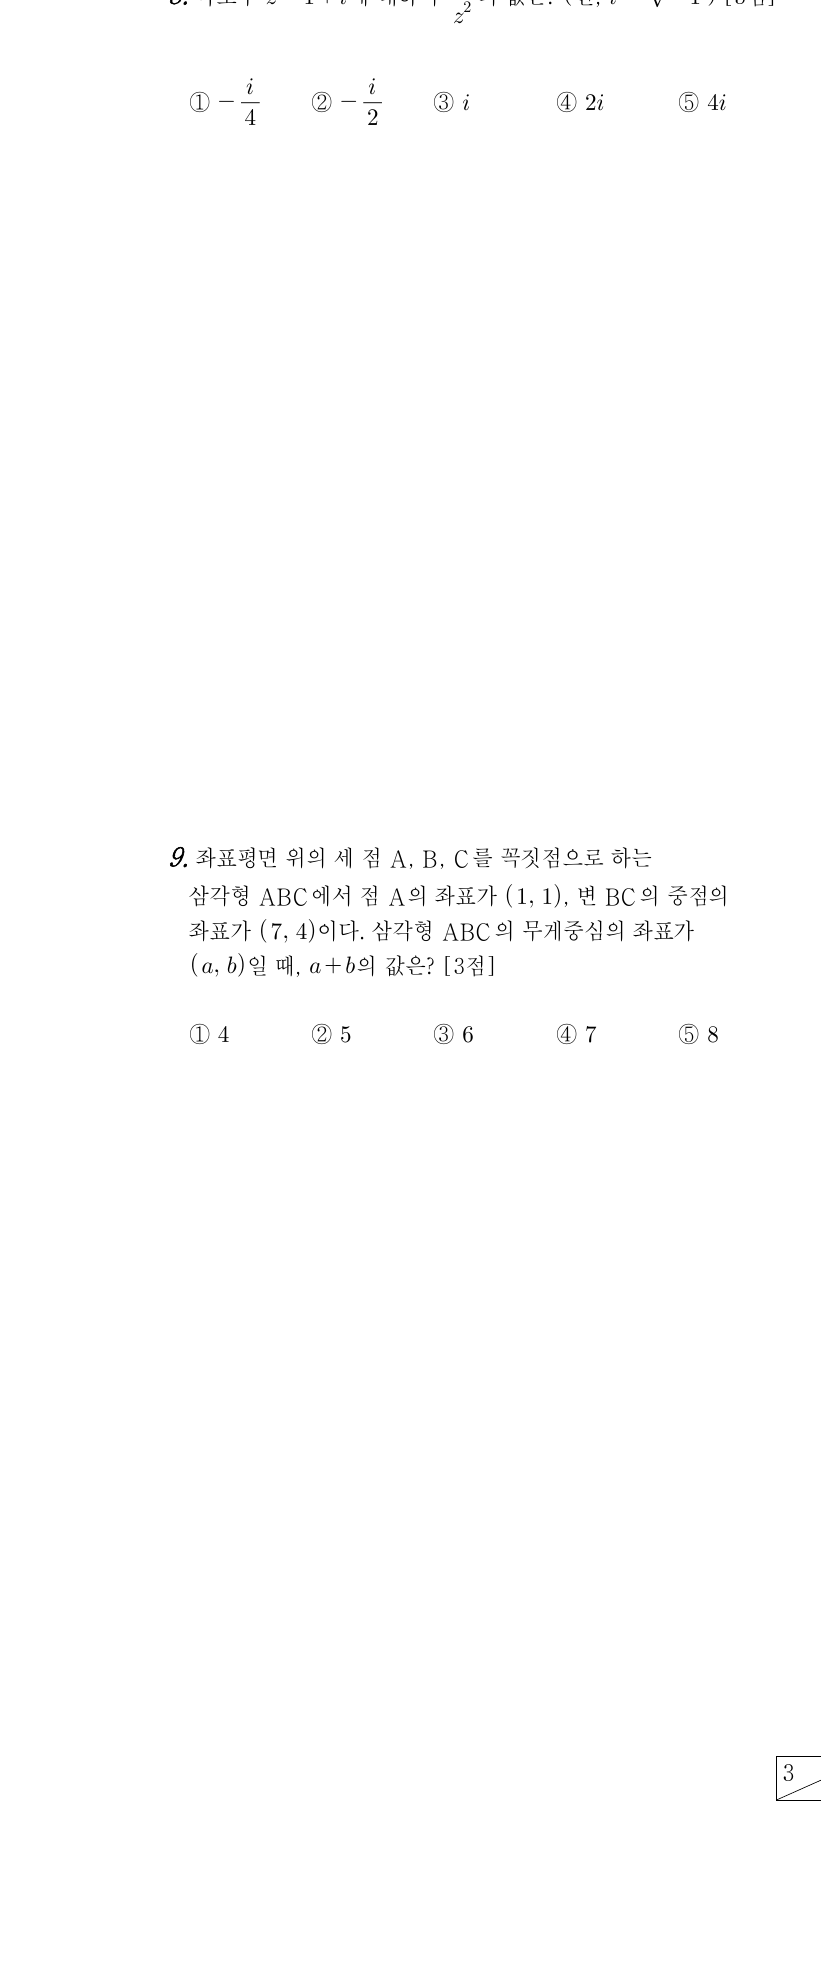 z²
① −i/4 ② −i/2 ③ i ④ 2i ⑤ 4i
9. 좌표평면 위의 세 점 A, B, C를 꼭짓점으로 하는
삼각형 ABC에서 점 A의 좌표가 (1, 1), 변 BC의 중점의
좌표가 (7, 4)이다. 삼각형 ABC의 무게중심의 좌표가
(a, b)일 때, a+b의 값은? [3점]
① 4 ② 5 ③ 6 ④ 7 ⑤ 8
3